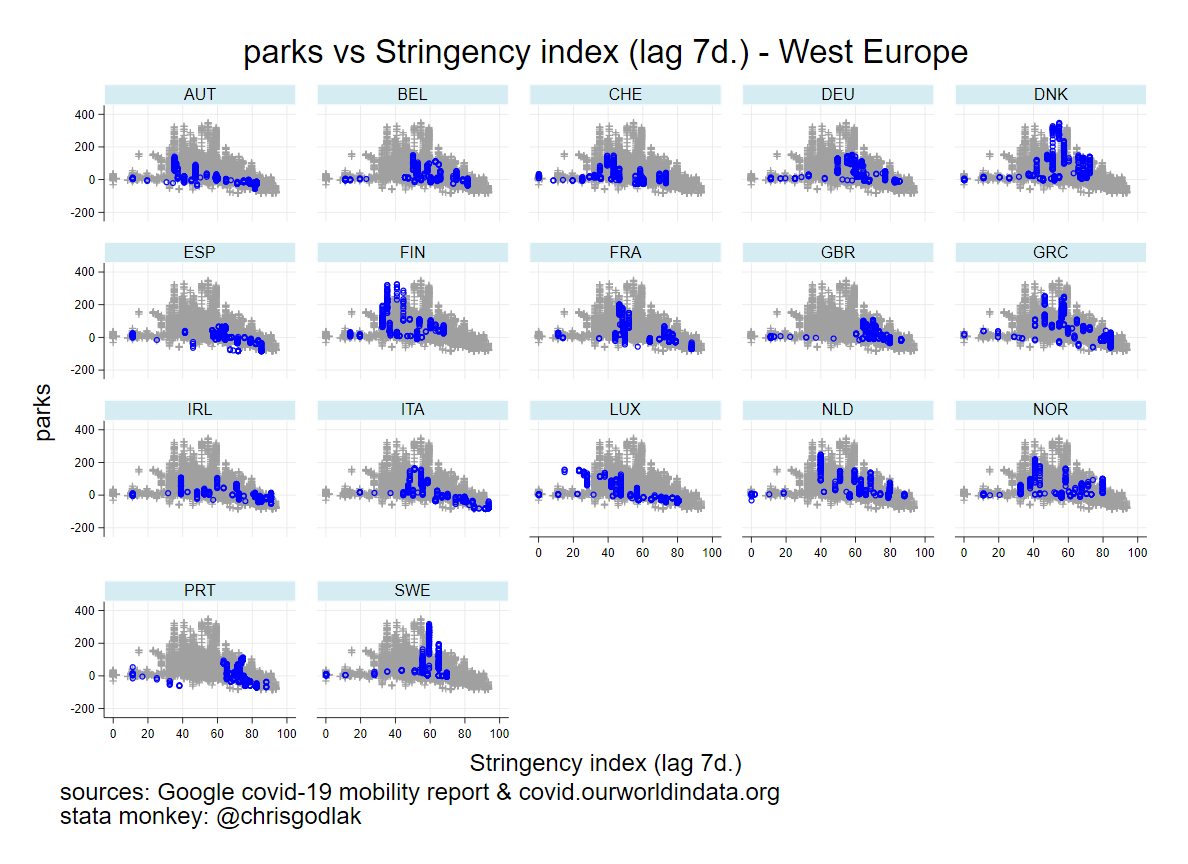 parks vs Stringency index (lag 7d.) - West Europe
AUT BEL CHE DEU DNK
400
200
0
-200
ESP FIN FRA GBR GRC
400
200
0
-200
parks
IRL ITA LUX NLD NOR
400
200
0
-200
0 20 40 60 80 100 0 20 40 60 80 100 0 20 40 60 80 100
PRT SWE
400
200
0
-200
0 20 40 60 80 100 0 20 40 60 80 100
Stringency index (lag 7d.)
sources: Google covid-19 mobility report & covid.ourworldindata.org
stata monkey: @chrisgodlak